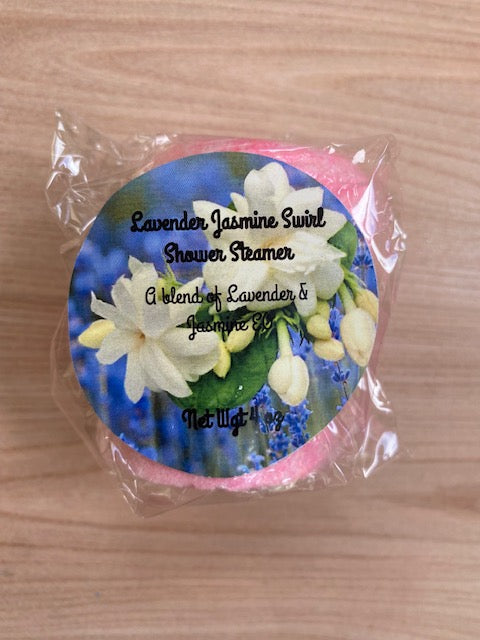 Lavender Jasmine Swirl
Shower Steamer
A blend of Lavender &
Jasmine EO
Net Wgt 4 oz